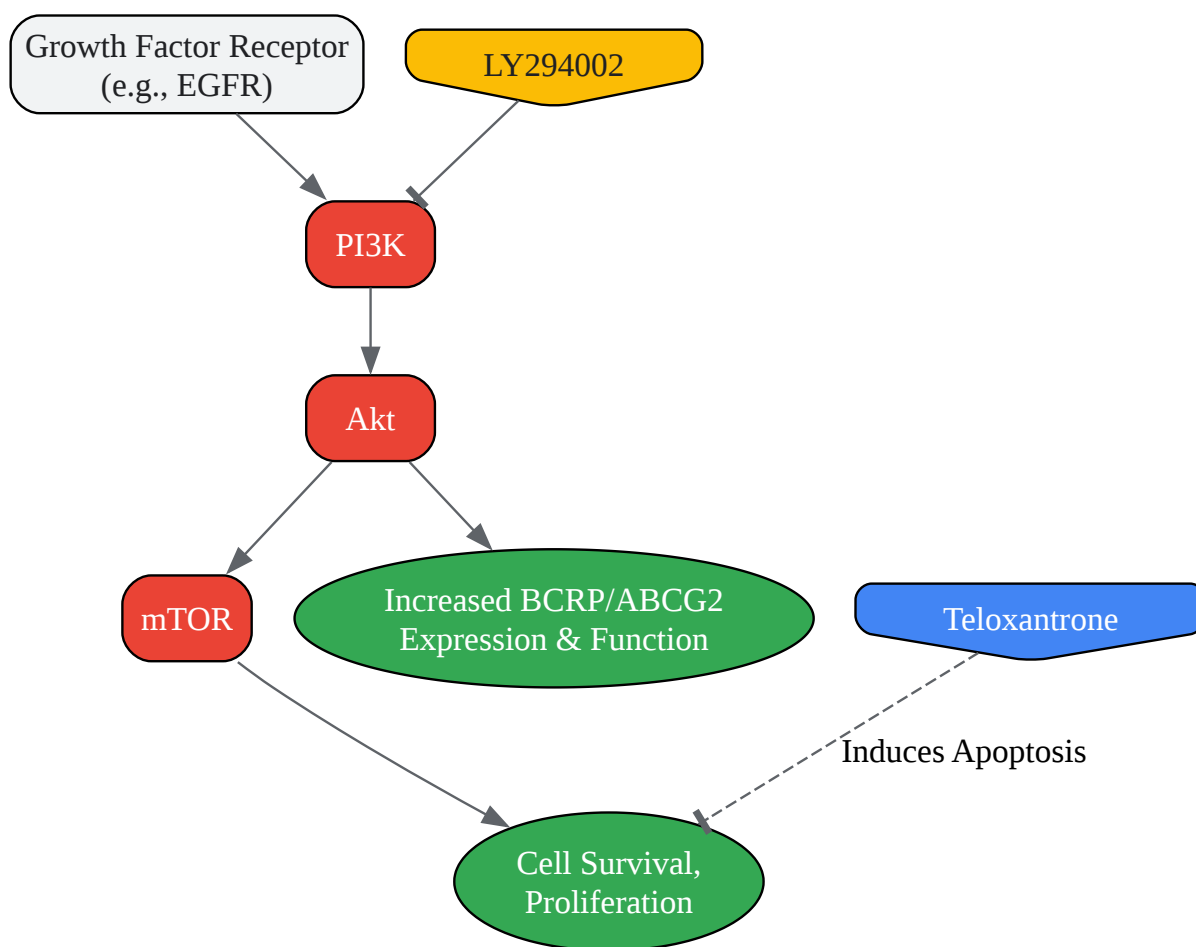 Growth Factor Receptor
(e.g., EGFR)
LY294002
PI3K
Akt
mTOR
Increased BCRP/ABCG2
Expression & Function
Teloxantrone
Induces Apoptosis
Cell Survival,
Proliferation